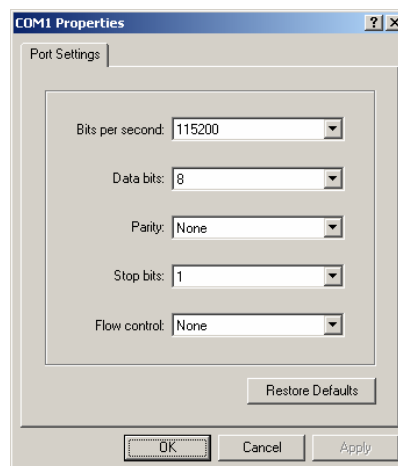 COM1 Properties
Port Settings
Bits per second: 115200
Data bits: 8
Parity: None
Stop bits: 1
Flow control: None
Restore Defaults
OK Cancel Apply